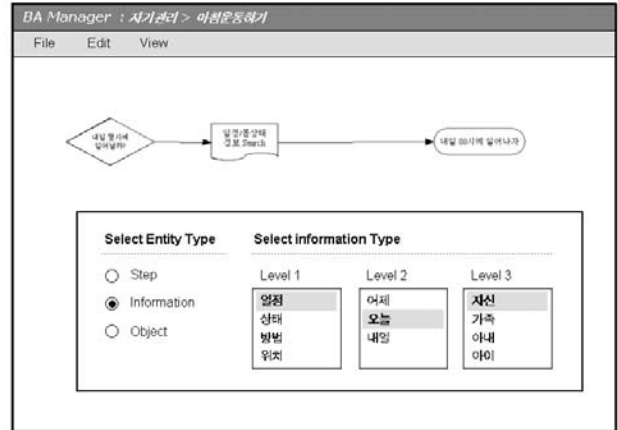 BA Manager : 자기관리 > 아침운동하기
File Edit View
내일 몇시에
일어날까?
일정/몸상태
정보 Search
내일 00시에 일어나자
Select Entity Type
Select information Type
Step
Information
Object
Level 1
일정
상태
방법
위치
Level 2
어제
오늘
내일
Level 3
자신
가족
아내
아이